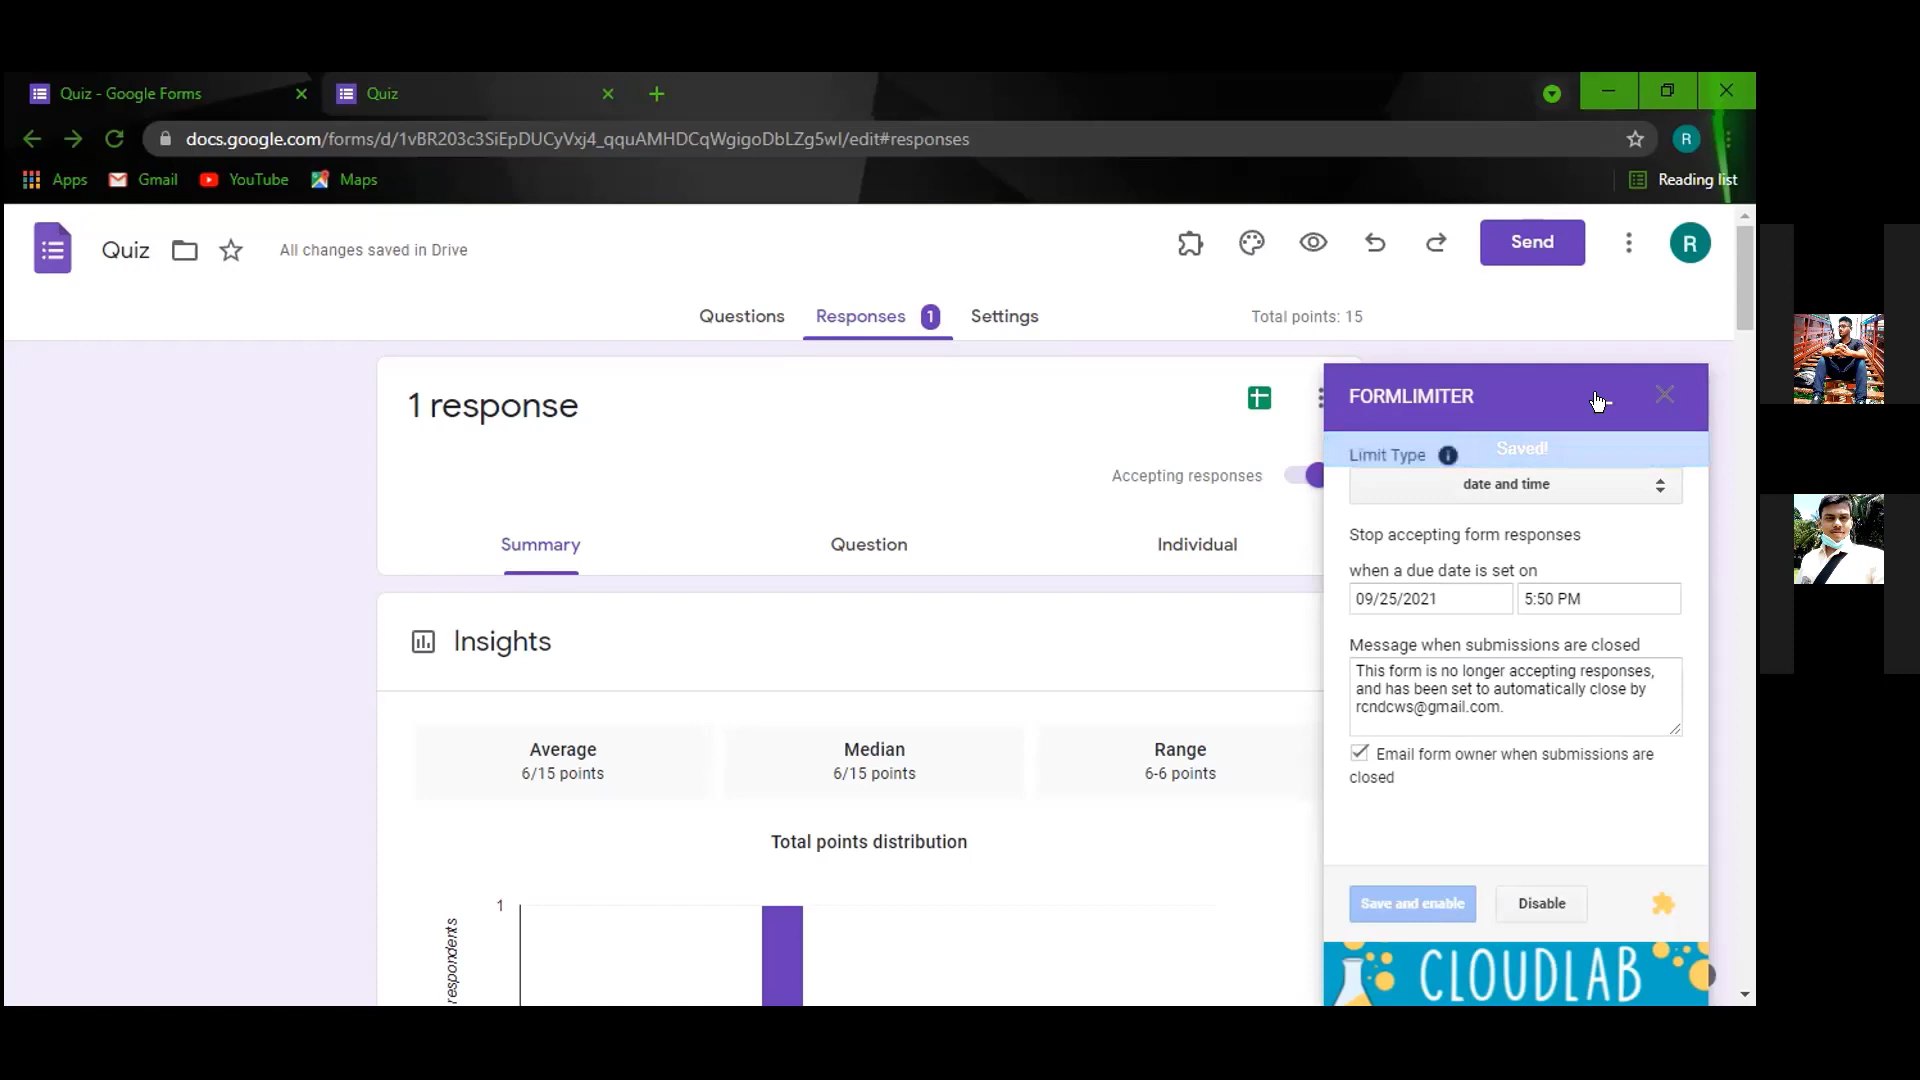 Quiz - Google Forms
Quiz
docs.google.com/forms/d/1vBR203c3SiEpDUCyVxj4_qquAMHDCqWgigoDbLZg5wI/edit#responses
R
Apps
Gmail
YouTube
Maps
Reading list
Quiz
All changes saved in Drive
Send
R
Questions
Responses 1
Settings
Total points: 15
1 response
Accepting responses
Summary
Question
Individual
Insights
Average
6/15 points
Median
6/15 points
Range
6-6 points
Total points distribution
1
respondents
FORMLIMITER
Saved!
Limit Type
date and time
Stop accepting form responses
when a due date is set on
09/25/2021
5:50 PM
Message when submissions are closed
This form is no longer accepting responses,
and has been set to automatically close by
rcndcws@gmail.com.
Email form owner when submissions are
closed
Save and enable
Disable
CLOUDLAB